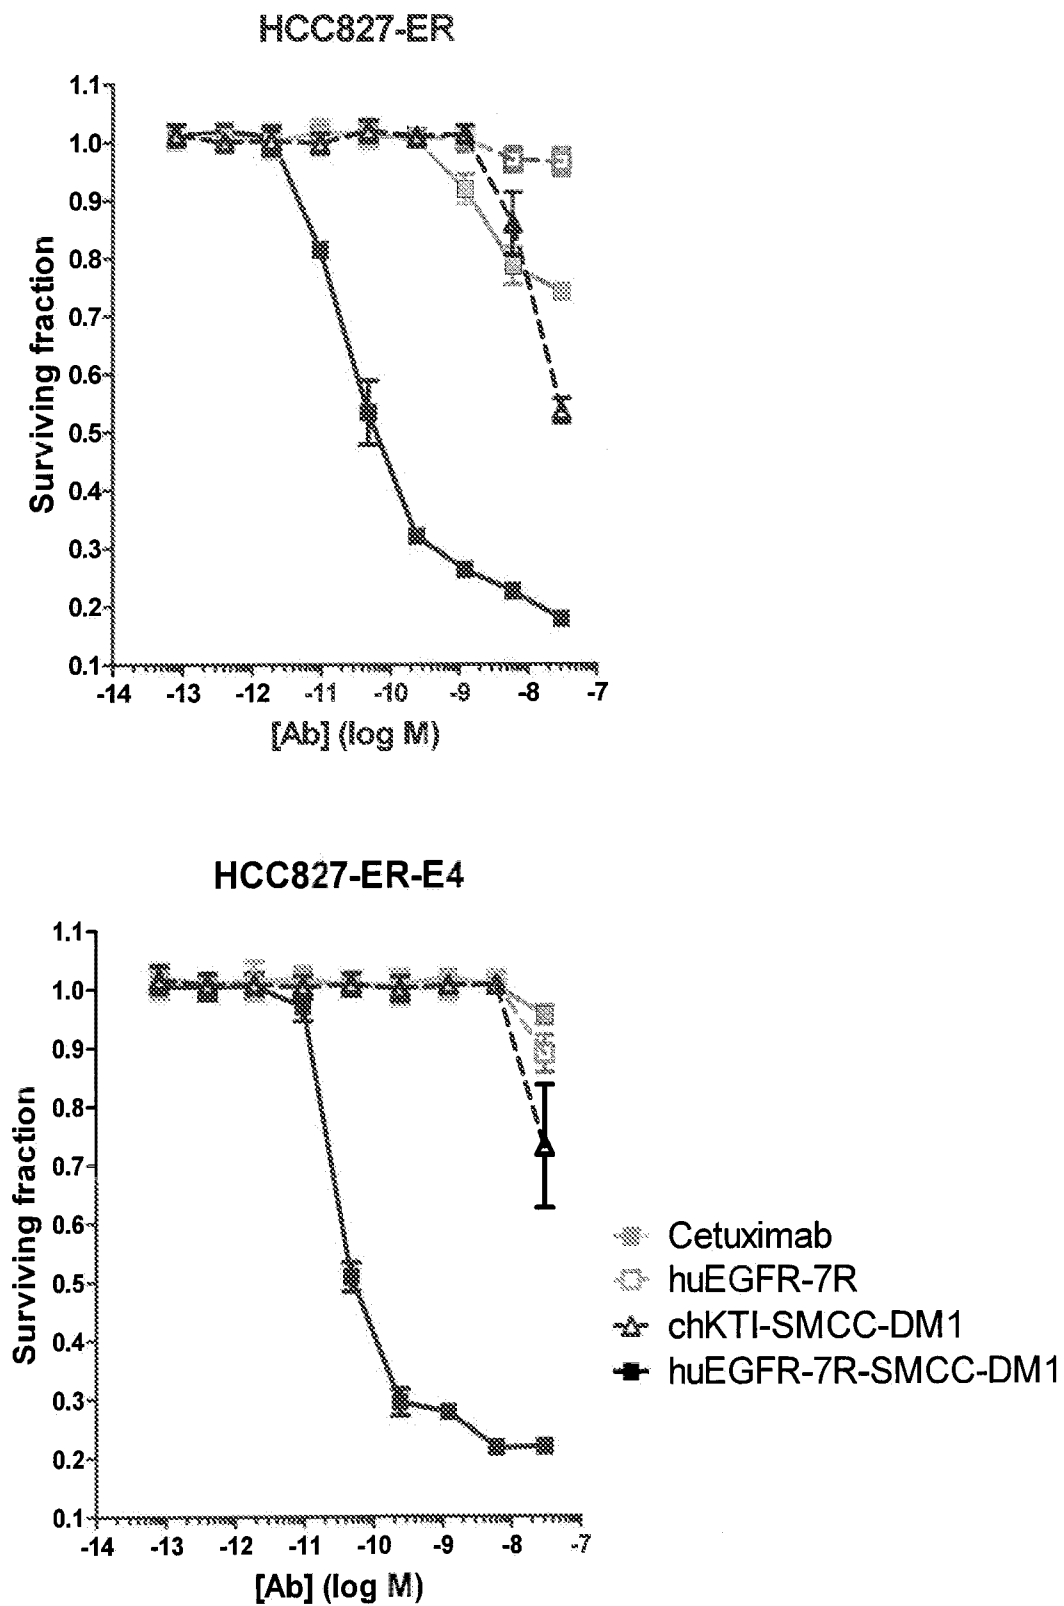 HCC827-ER
1.1
1.0
0.9
0.8
0.7
0.6
0.5
0.4
0.3
0.2
0.1
Surviving fraction
-14 -13 -12 -11 -10 -9 -8 -7
[Ab] (log M)
HCC827-ER-E4
1.1
1.0
0.9
0.8
0.7
0.6
0.5
0.4
0.3
0.2
0.1
Surviving fraction
-14 -13 -12 -11 -10 -9 -8 -7
[Ab] (log M)
Cetuximab
huEGFR-7R
chKTI-SMCC-DM1
huEGFR-7R-SMCC-DM1